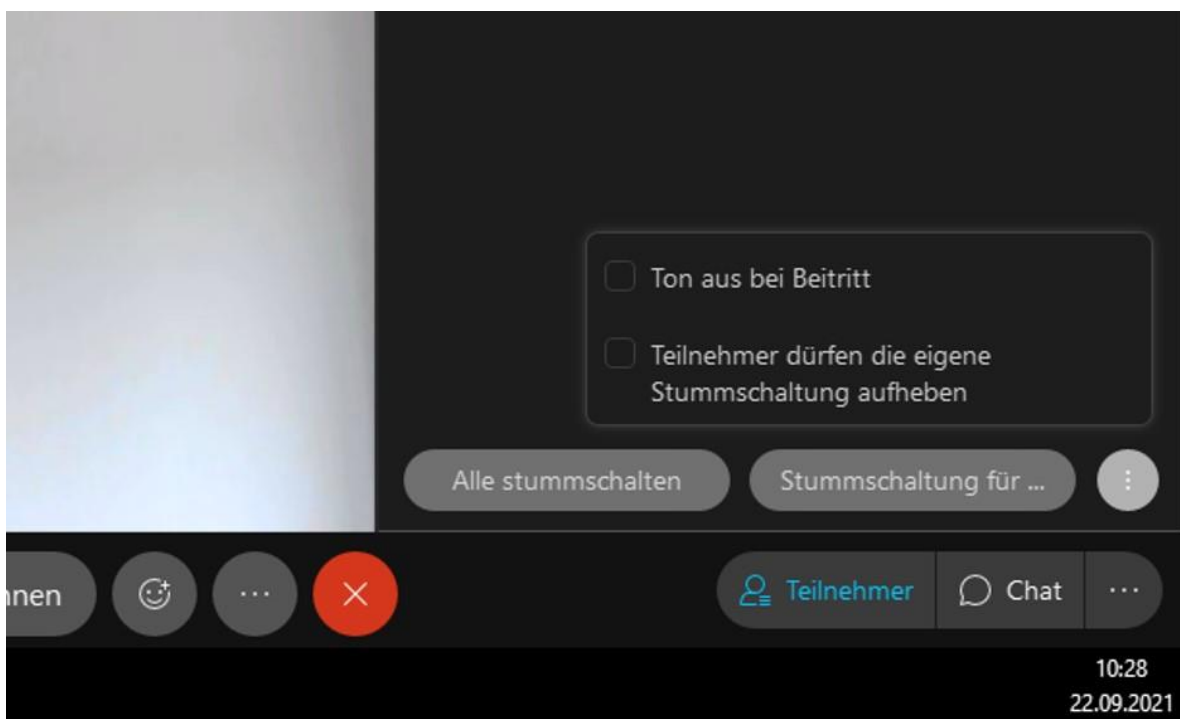 Ton aus bei Beitritt
Teilnehmer dürfen die eigene
Stummschaltung aufheben
Alle stummschalten
Stummschaltung für ...
nnen
Teilnehmer
Chat
10:28
22.09.2021